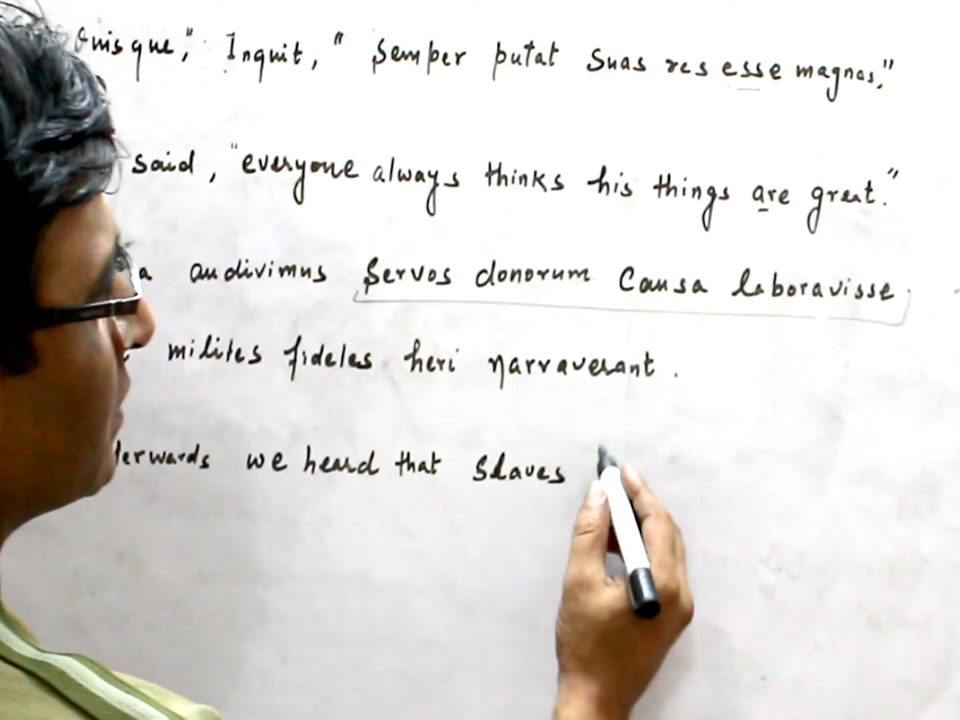 Quisque," Inquit, "semper putat suas res esse magnas."
said, "everyone always thinks his things are great."
a audivimus servos donorum causa laboravisse
milites fideles heri narraverant.
erwards we heard that slaves